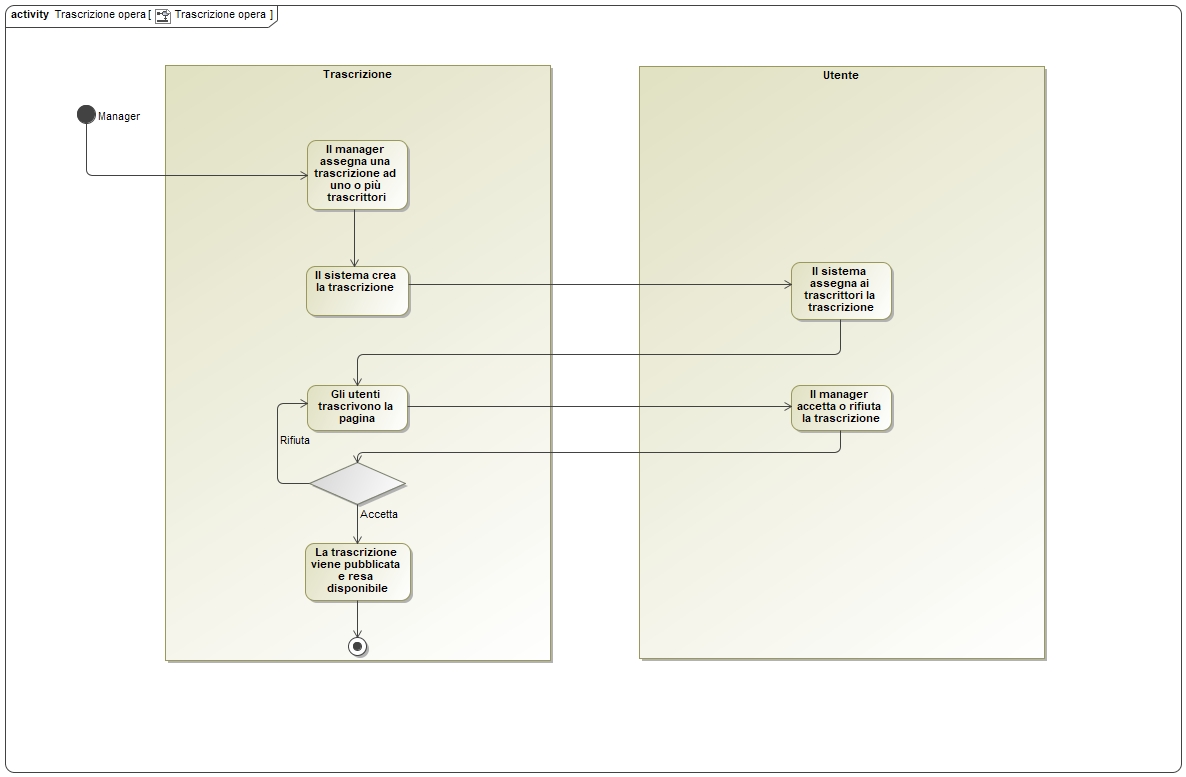 activity Trascrizione opera [ Trascrizione opera ]
Trascrizione
Utente
Manager
Il manager
assegna una
trascrizione ad
uno o più
trascrittori
Il sistema crea
la trascrizione
Il sistema
assegna ai
trascrittori la
trascrizione
Gli utenti
trascrivono la
pagina
Il manager
accetta o rifiuta
la trascrizione
Rifiuta
Accetta
La trascrizione
viene pubblicata
e resa
disponibile